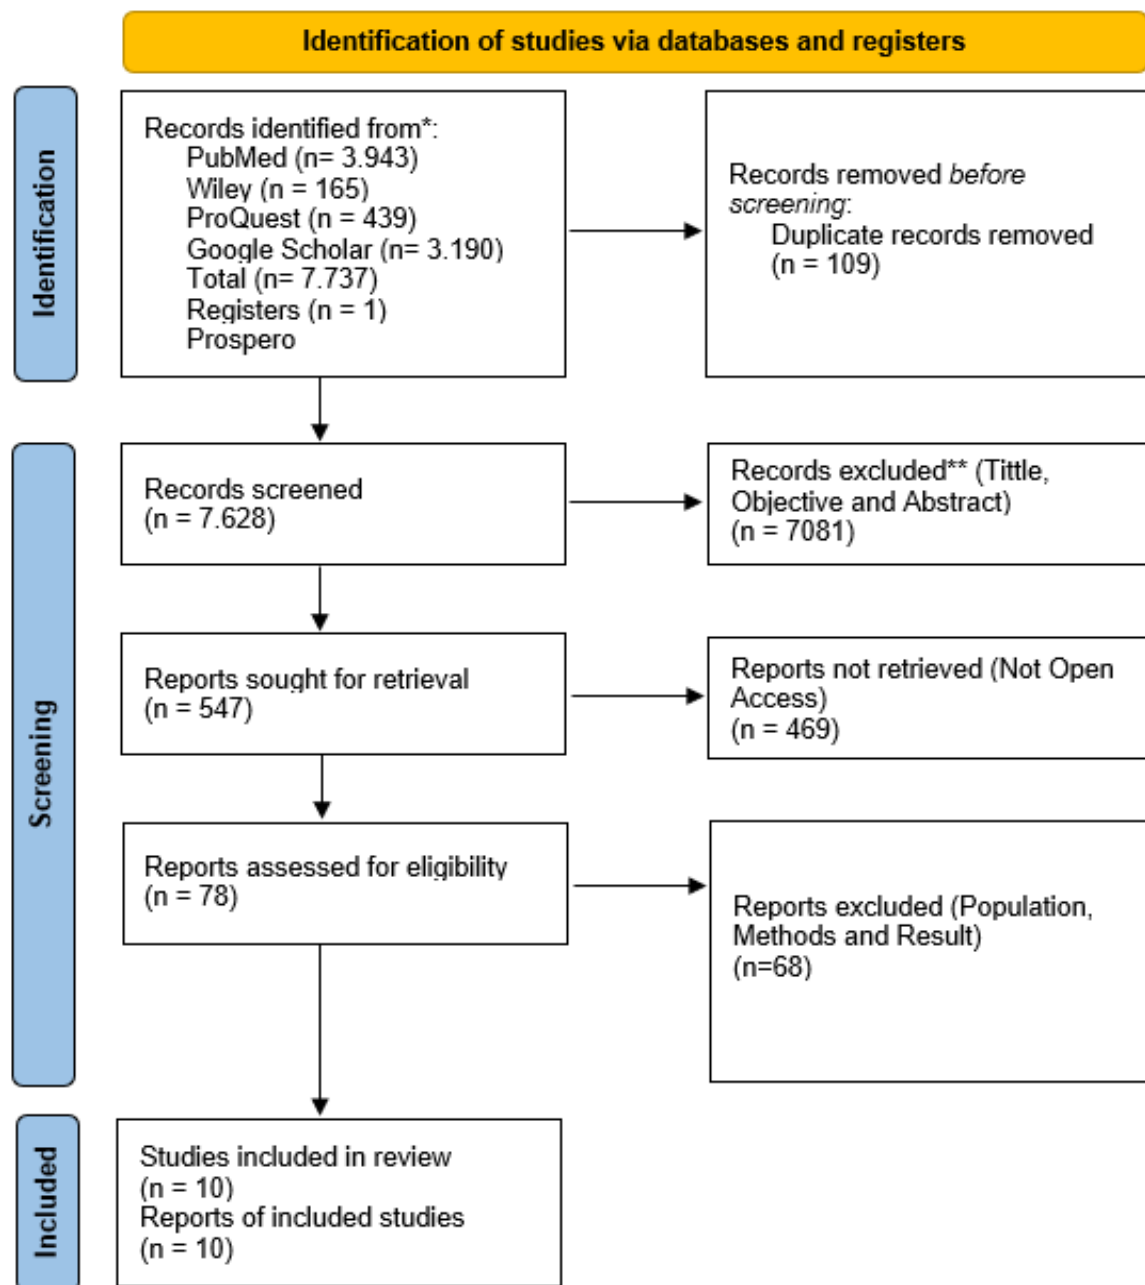 Identification of studies via databases and registers
Identification
Records identified from*:
PubMed (n= 3.943)
Wiley (n = 165)
ProQuest (n = 439)
Google Scholar (n= 3.190)
Total (n= 7.737)
Registers (n = 1)
Prospero
Records removed before
screening:
Duplicate records removed
(n = 109)
Screening
Records screened
(n = 7.628)
Records excluded** (Tittle,
Objective and Abstract)
(n = 7081)
Reports sought for retrieval
(n = 547)
Reports not retrieved (Not Open
Access)
(n = 469)
Reports assessed for eligibility
(n = 78)
Reports excluded (Population,
Methods and Result)
(n=68)
Included
Studies included in review
(n = 10)
Reports of included studies
(n = 10)